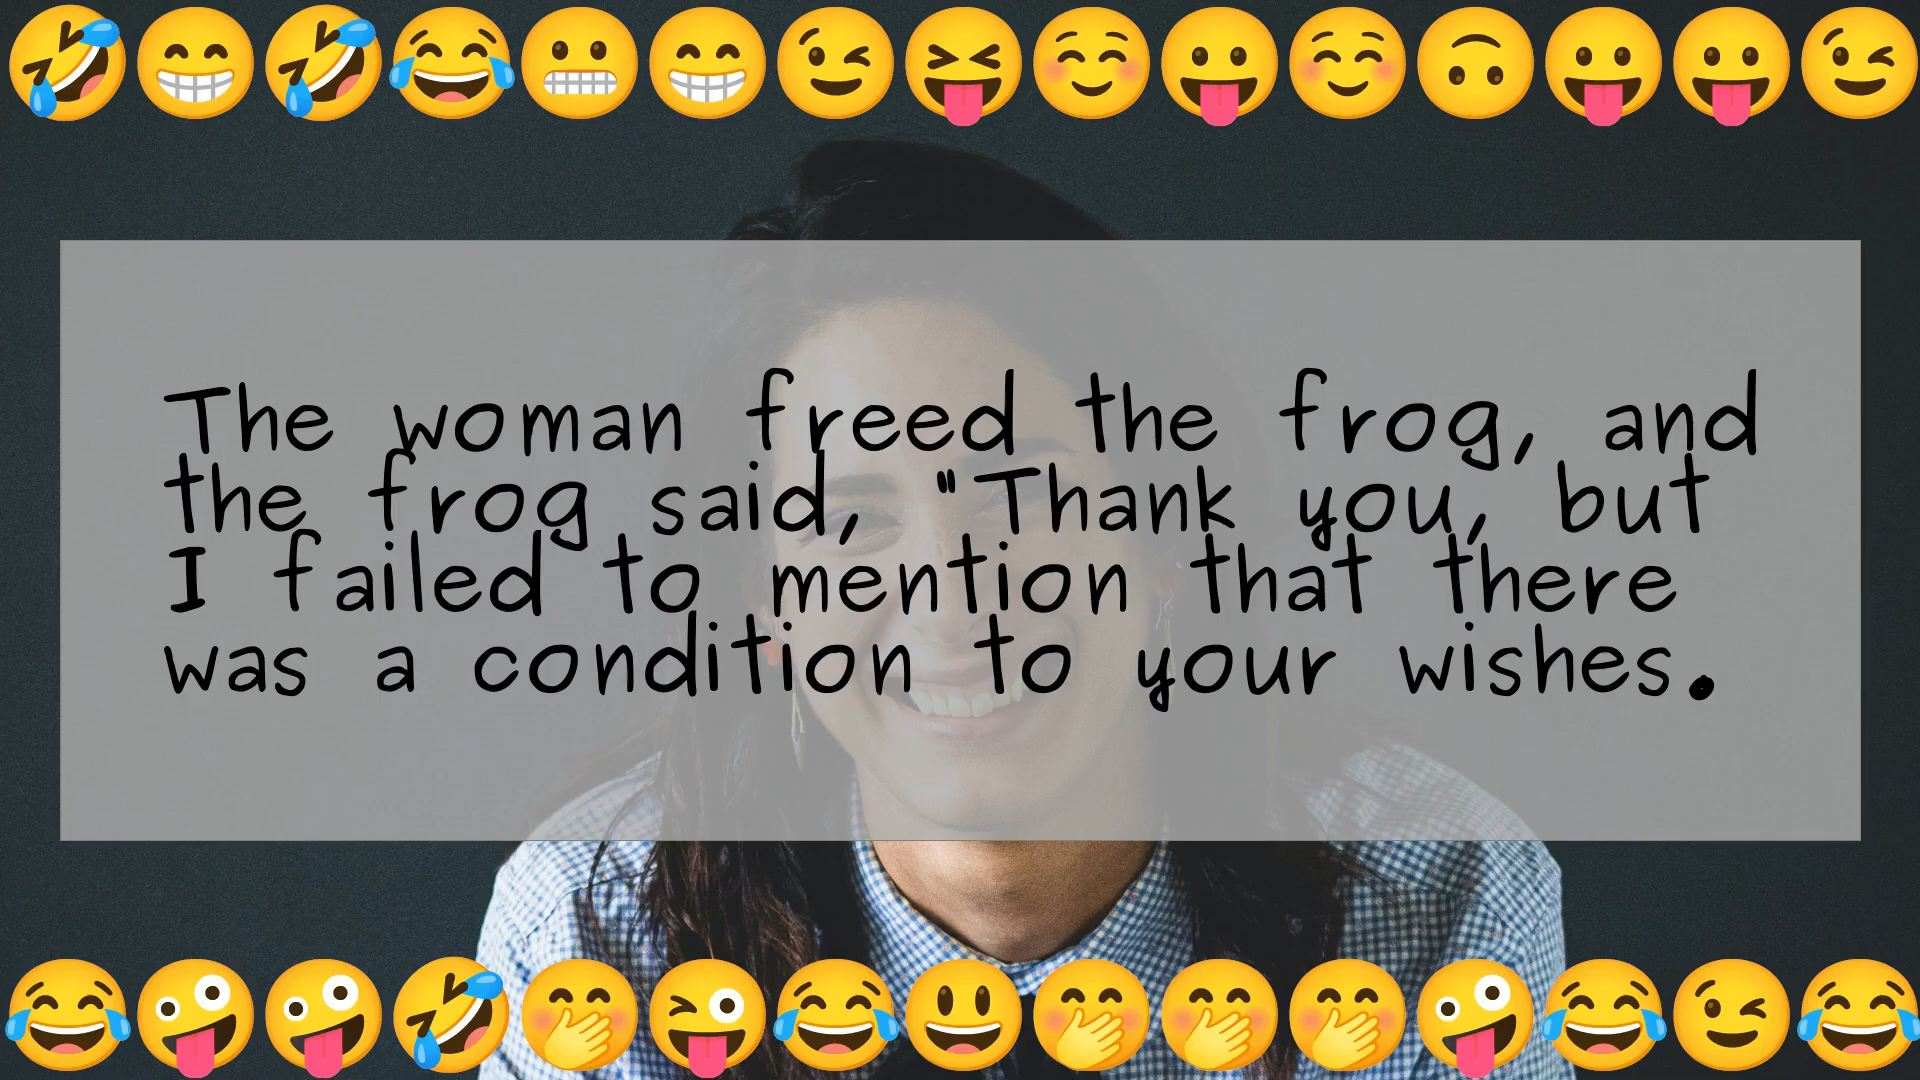 The woman freed the frog, and
the frog said, "Thank you, but
I failed to mention that there
was a condition to your wishes.